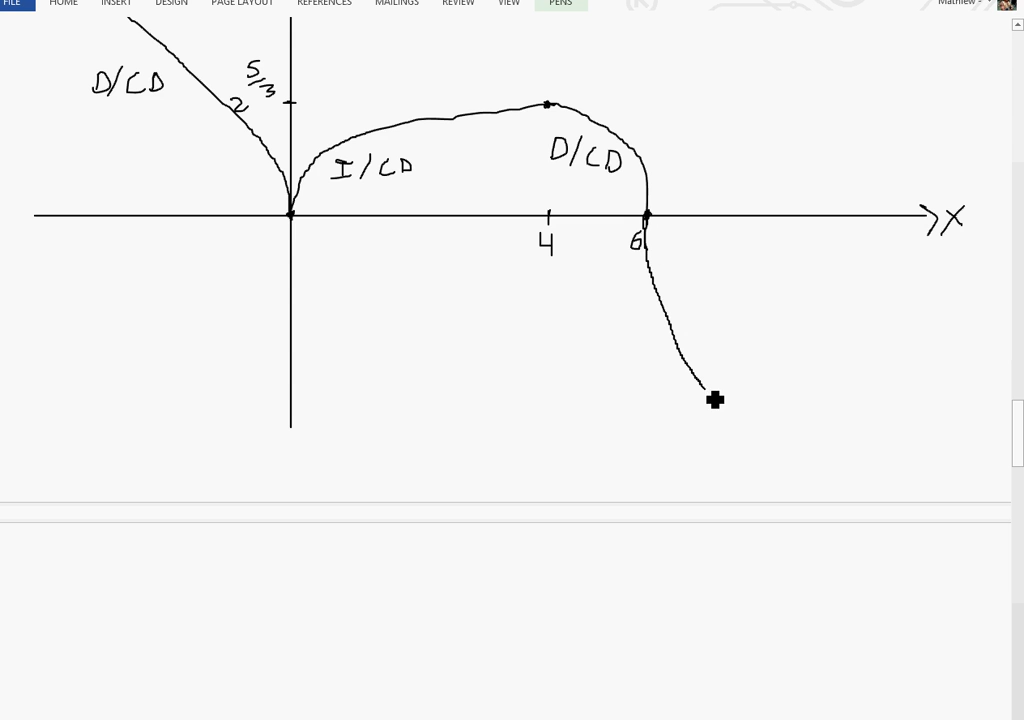 FILE HOME INSERT DESIGN PAGE LAYOUT REFERENCES MAILINGS REVIEW VIEW PENS
D/CD
2 5/3
I/CD
D/CD
4
6
X